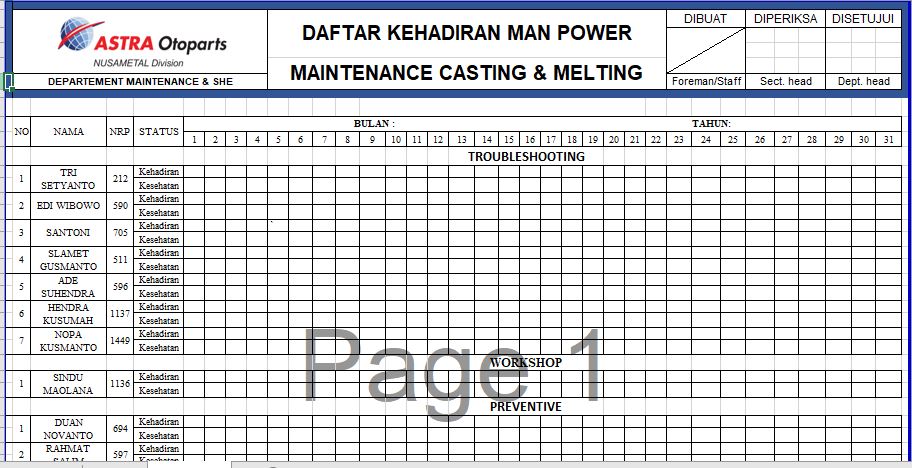 ASTRA Otoparts
NUSAMETAL Division
DEPARTEMENT MAINTENANCE & SHE
DAFTAR KEHADIRAN MAN POWER
MAINTENANCE CASTING & MELTING
DIBUAT DIPERIKSA DISETUJUI
Foreman/Staff Sect. head Dept. head
NO NAMA NRP STATUS BULAN : TAHUN:
1 2 3 4 5 6 7 8 9 10 11 12 13 14 15 16 17 18 19 20 21 22 23 24 25 26 27 28 29 30 31
TROUBLESHOOTING
1 TRI SETYANTO 212 Kehadiran
Kesehatan
2 EDI WIBOWO 590 Kehadiran
Kesehatan
3 SANTONI 705 Kehadiran
Kesehatan
4 SLAMET GUSMANTO 511 Kehadiran
Kesehatan
5 ADE SUHENDRA 596 Kehadiran
Kesehatan
6 HENDRA KUSUMAH 1137 Kehadiran
Kesehatan
7 NOPA KUSMANTO 1449 Kehadiran
Kesehatan
Page 1
WORKSHOP
1 SINDU MAOLANA 1136 Kehadiran
Kesehatan
PREVENTIVE
1 DUAN NOVANTO 694 Kehadiran
Kesehatan
2 RAHMAT 597 Kehadiran